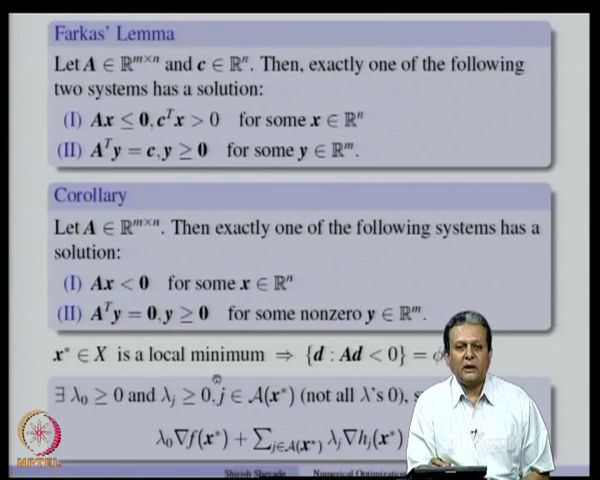 Farkas' Lemma
Let A ∈ ℝ^{m×n} and c ∈ ℝ^n. Then, exactly one of the following
two systems has a solution:
(I) Ax ≤ 0, c^T x > 0 for some x ∈ ℝ^n
(II) A^T y = c, y ≥ 0 for some y ∈ ℝ^m.
Corollary
Let A ∈ ℝ^{m×n}. Then exactly one of the following systems has a
solution:
(I) Ax < 0 for some x ∈ ℝ^n
(II) A^T y = 0, y ≥ 0 for some nonzero y ∈ ℝ^m.
x* ∈ X is a local minimum ⇒ {d : Ad < 0} = ϕ
∃ λ_0 ≥ 0 and λ_j ≥ 0, j ∈ A(x*) (not all λ's 0), s
λ_0 ∇f(x*) + ∑_{j∈A(x*)} λ_j ∇h_j(x*)
NPTEL
Shirish Shevade Numerical Optimization